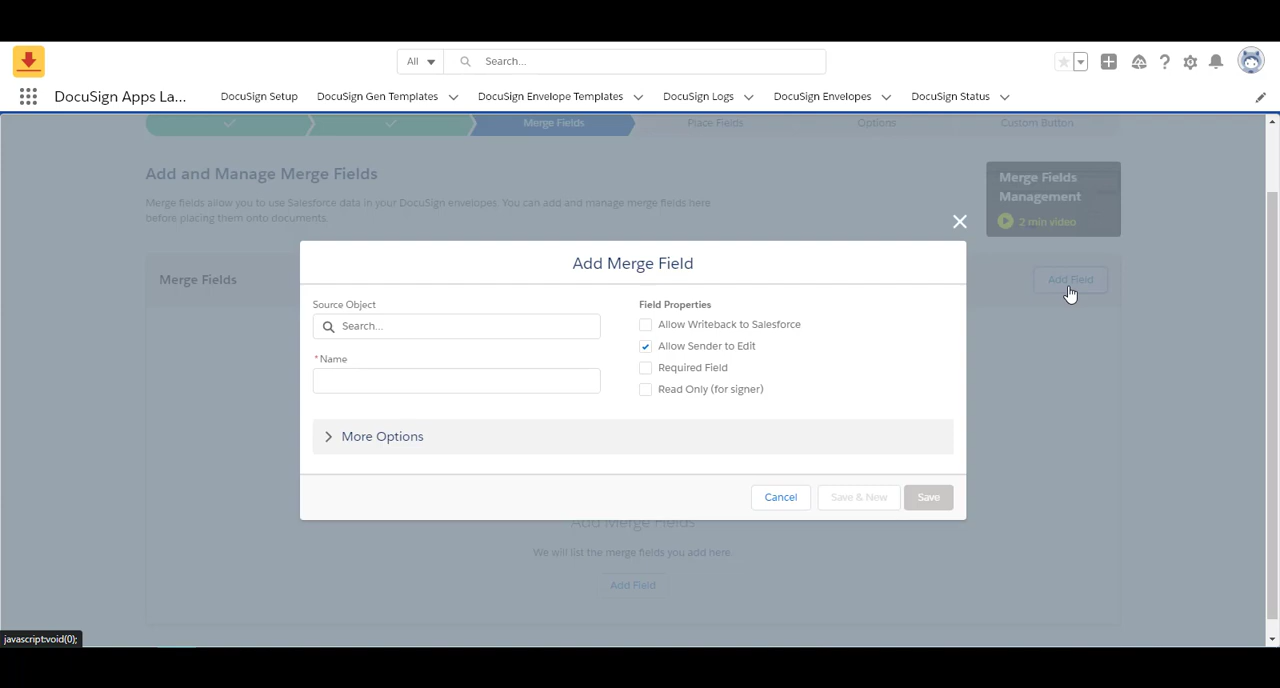 All
Search...
DocuSign Apps La...
DocuSign Setup
DocuSign Gen Templates
DocuSign Envelope Templates
DocuSign Logs
DocuSign Envelopes
DocuSign Status
Merge Fields
Place Fields
Options
Custom Button
Add and Manage Merge Fields
Merge fields allow you to use Salesforce data in your DocuSign envelopes. You can add and manage merge fields here
before placing them onto documents.
Merge Fields
Management
2 min video
Merge Fields
Add Field
Add Merge Field
Source Object
Search...
*Name
Field Properties
Allow Writeback to Salesforce
Allow Sender to Edit
Required Field
Read Only (for signer)
More Options
Cancel
Save & New
Save
Add Merge Fields
We will list the merge fields you add here
Add Field
javascript:void(0);